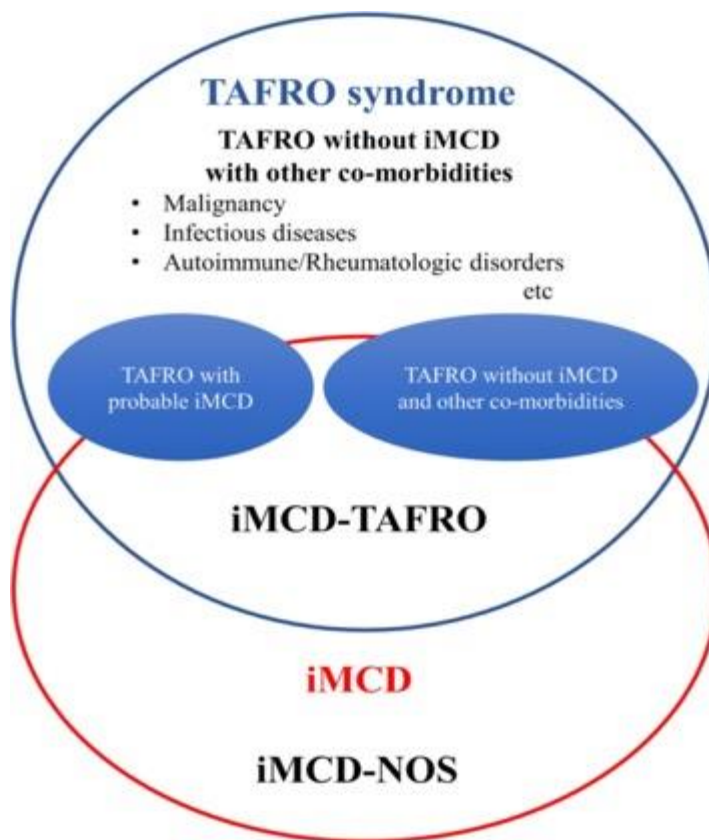 TAFRO syndrome
TAFRO without iMCD
with other co-morbidities
• Malignancy
• Infectious diseases
• Autoimmune/Rheumatologic disorders
etc
TAFRO with
probable iMCD
TAFRO without iMCD
and other co-morbidities
iMCD-TAFRO
iMCD
iMCD-NOS